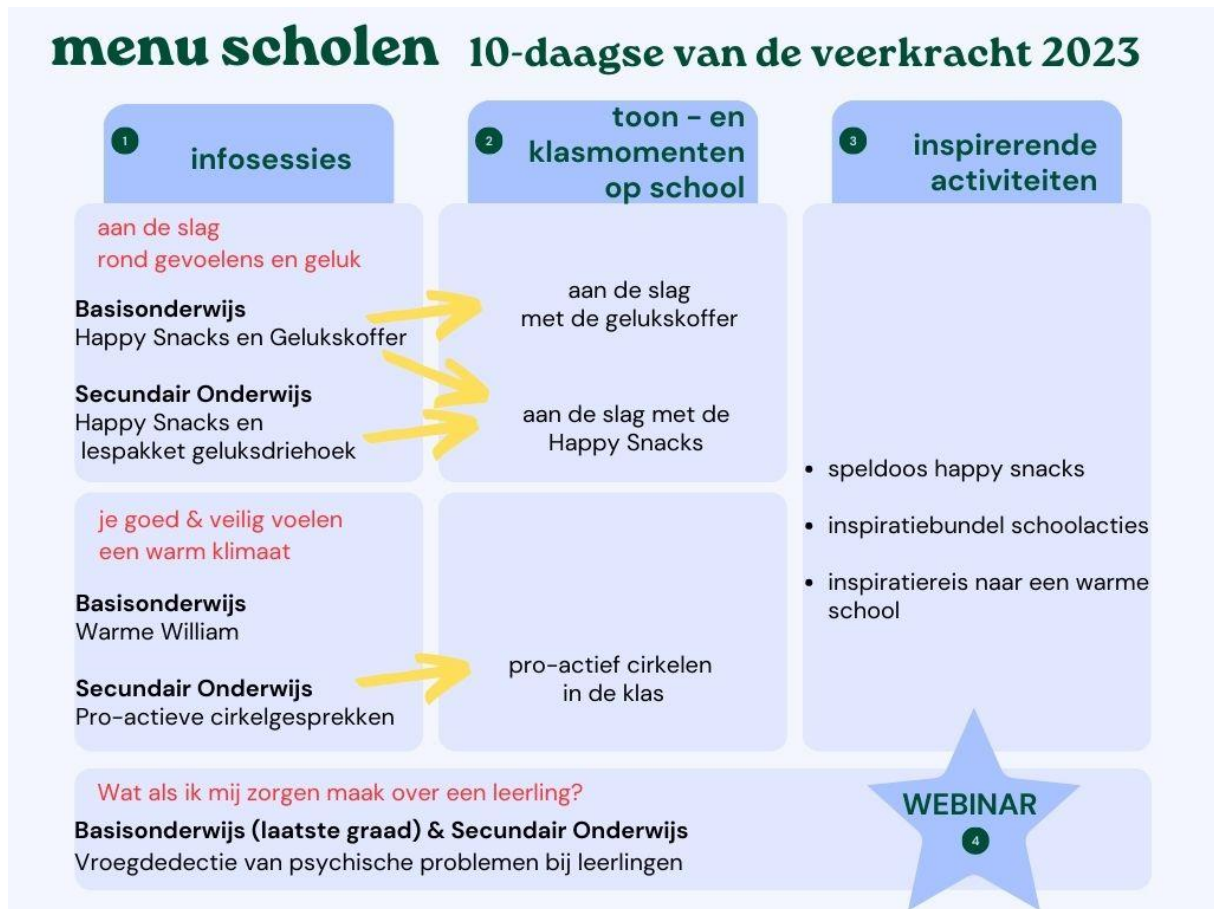 menu scholen 10-daagse van de veerkracht 2023
1
infosessies
2
toon - en
klasmomenten
op school
3
inspirerende
activiteiten
aan de slag
rond gevoelens en geluk
Basisonderwijs
Happy Snacks en Gelukskoffer
Secundair Onderwijs
Happy Snacks en
lespakket geluksdriehoek
aan de slag
met de gelukskoffer
aan de slag met de
Happy Snacks
je goed & veilig voelen
een warm klimaat
Basisonderwijs
Warme William
Secundair Onderwijs
Pro-actieve cirkelgesprekken
pro-actief cirkelen
in de klas
• speldoos happy snacks
• inspiratiebundel schoolacties
• inspiratiereis naar een warme
school
Wat als ik mij zorgen maak over een leerling?
Basisonderwijs (laatste graad) & Secundair Onderwijs
Vroegdedectie van psychische problemen bij leerlingen
WEBINAR
4